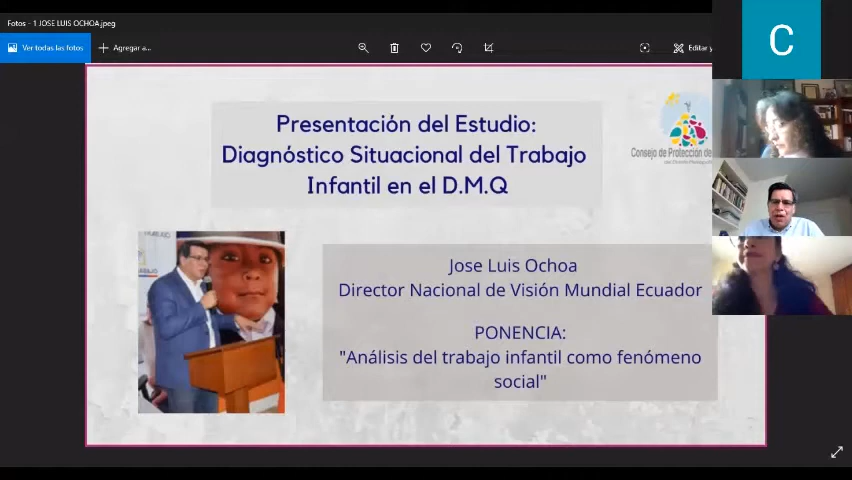 Fotos - 1 JOSE LUIS OCHOA.jpeg
Ver todas las fotos
Agregar a...
Editar y
C
Presentación del Estudio:
Diagnóstico Situacional del Trabajo
Infantil en el D.M.Q
Consejo de Protección de
Jose Luis Ochoa
Director Nacional de Visión Mundial Ecuador
PONENCIA:
"Análisis del trabajo infantil como fenómeno
social"